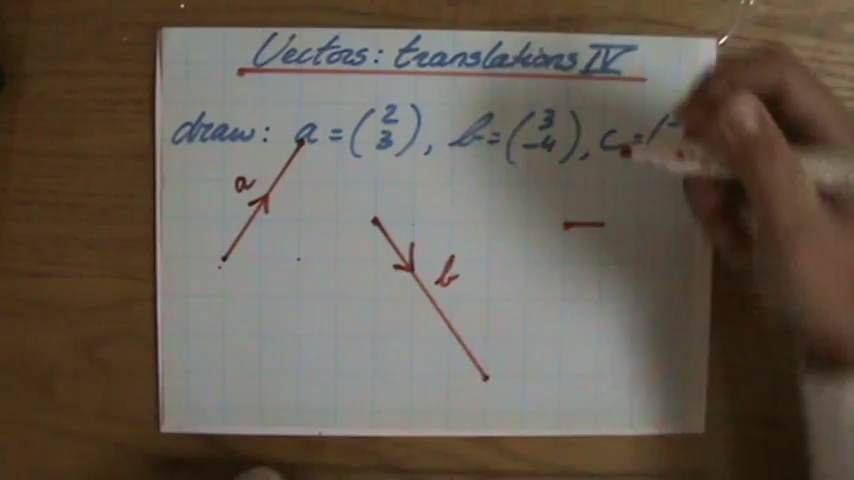 Vectors: translations IV
draw: a = (2 3), b = (3 -4), c =
a
b